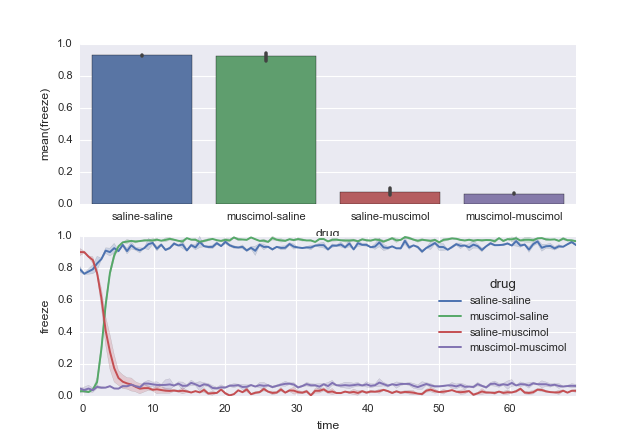 1.0
0.8
0.6
0.4
0.2
0.0
mean(freeze)
saline-saline muscimol-saline saline-muscimol muscimol-muscimol
drug
1.0
0.8
0.6
0.4
0.2
0.0
freeze
drug
saline-saline
muscimol-saline
saline-muscimol
muscimol-muscimol
0 10 20 30 40 50 60
time